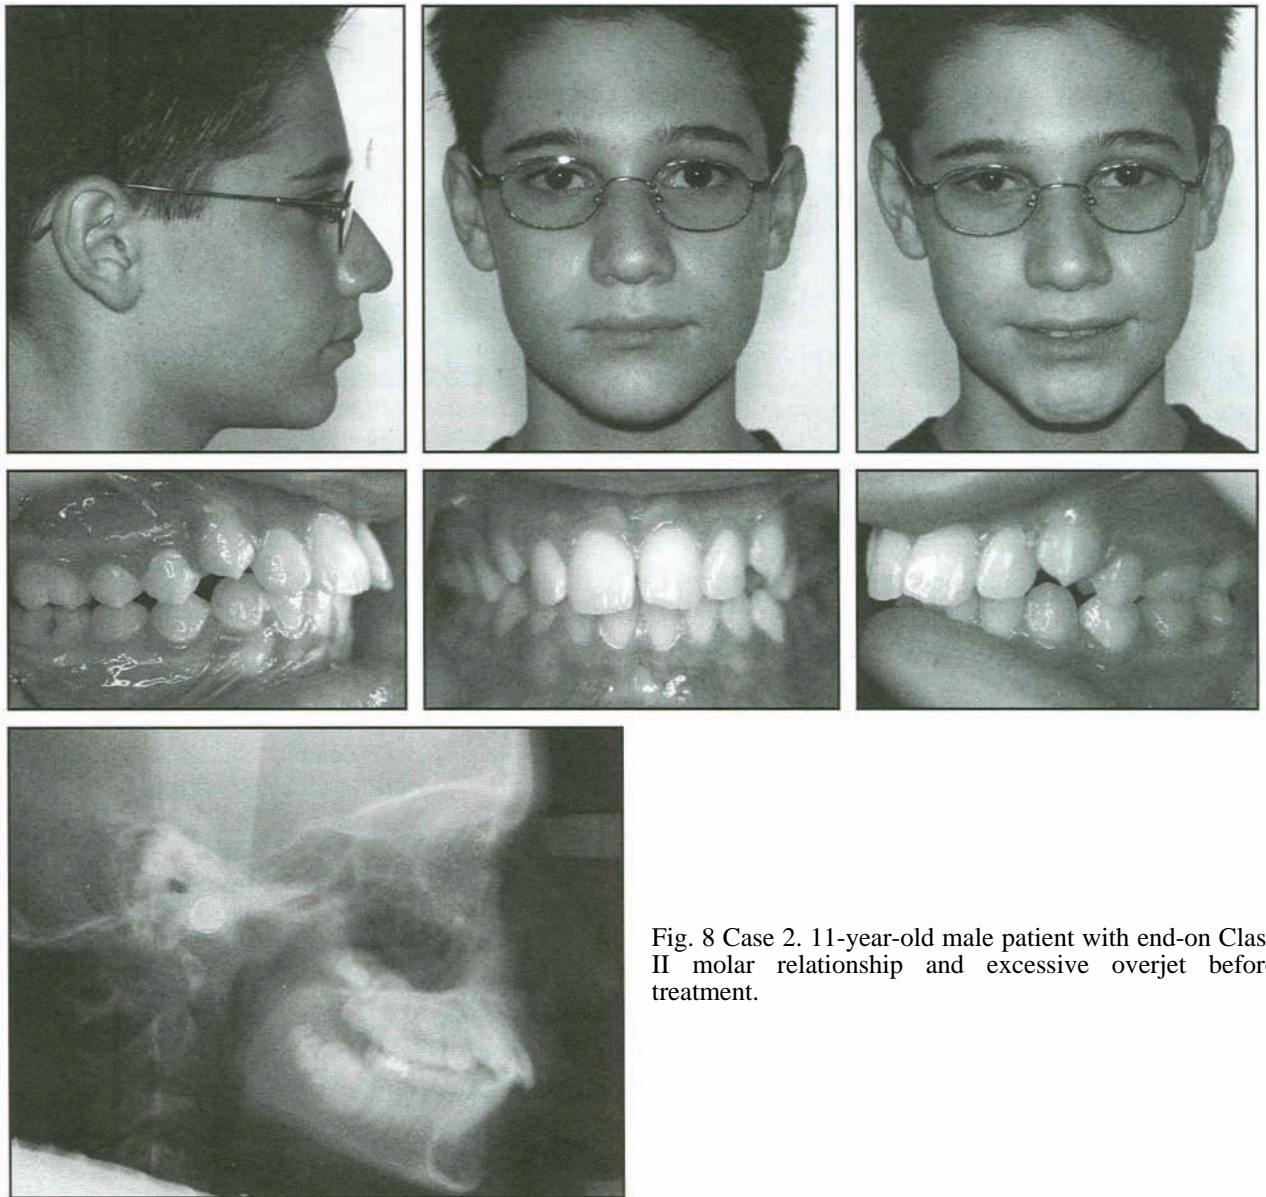 Fig. 8 Case 2. 11-year-old male patient with end-on Clas
II molar relationship and excessive overjet befor
treatment.